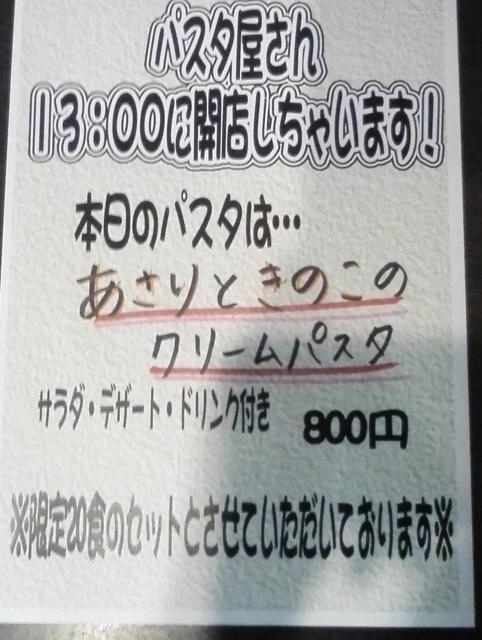 パスタ屋さん
13:00に開店しちゃいます!
本日のパスタは…
あさりときのこの
クリームパスタ
サラダ・デザート・ドリンク付き 800円
※限定20食のセットとさせていただいております※